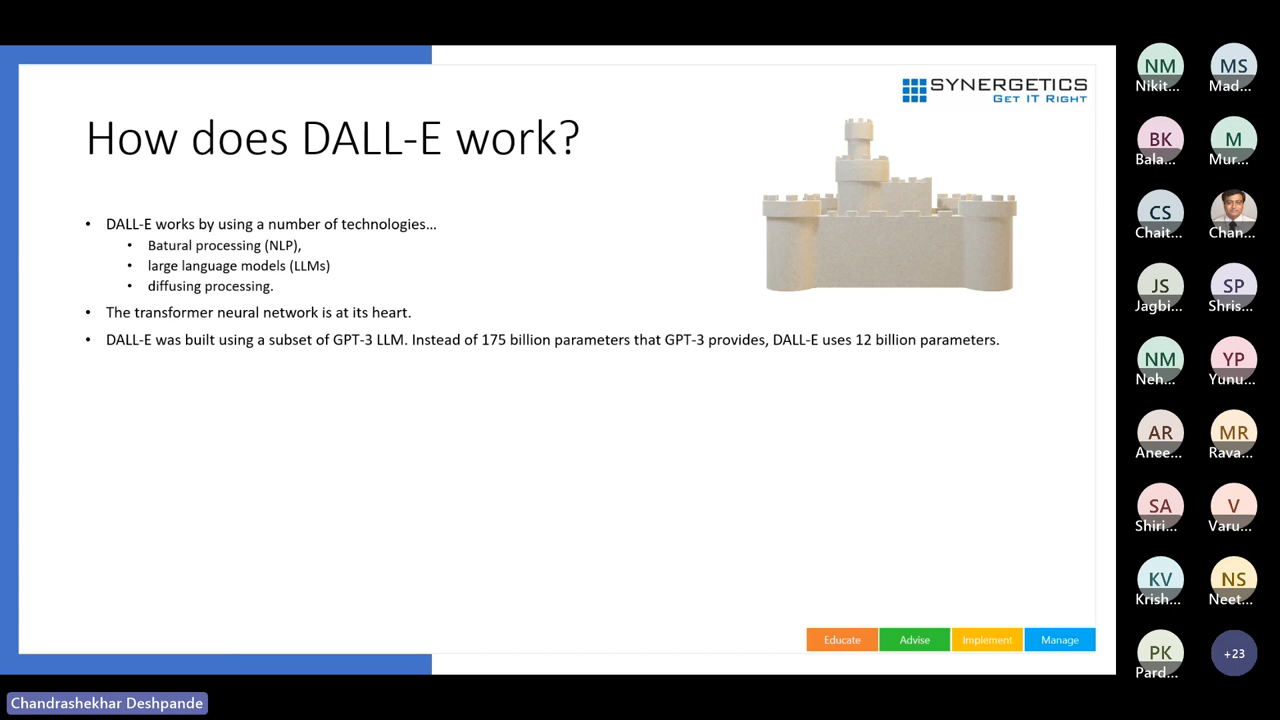 SYNERGETICS
GET IT RIGHT
How does DALL-E work?
• DALL-E works by using a number of technologies...
• Batural processing (NLP),
• large language models (LLMs)
• diffusing processing.
• The transformer neural network is at its heart.
• DALL-E was built using a subset of GPT-3 LLM. Instead of 175 billion parameters that GPT-3 provides, DALL-E uses 12 billion parameters.
Educate Advise Implement Manage
NM MS
Nikit... Mad...
BK M
Bala... Mur...
CS
Chait... Chan...
JS SP
Jagbi... Shris...
NM YP
Neh... Yunu...
AR MR
Anee... Rava...
SA V
Shiri... Varu...
KV NS
Krish... Neet...
PK +23
Pard...
Chandrashekhar Deshpande